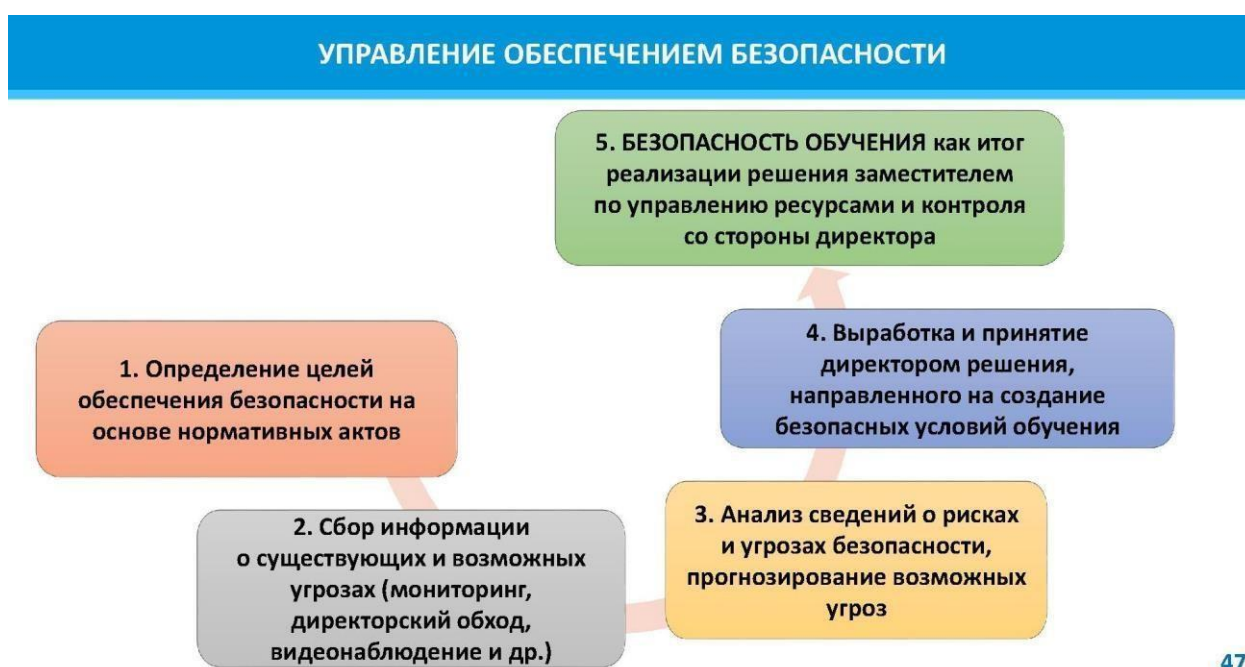 УПРАВЛЕНИЕ ОБЕСПЕЧЕНИЕМ БЕЗОПАСНОСТИ
1. Определение целей
обеспечения безопасности на
основе нормативных актов
2. Сбор информации
о существующих и возможных
угрозах (мониторинг,
директорский обход,
видеонаблюдение и др.)
3. Анализ сведений о рисках
и угрозах безопасности,
прогнозирование возможных
угроз
4. Выработка и принятие
директором решения,
направленного на создание
безопасных условий обучения
5. БЕЗОПАСНОСТЬ ОБУЧЕНИЯ как итог
реализации решения заместителем
по управлению ресурсами и контроля
со стороны директора
47